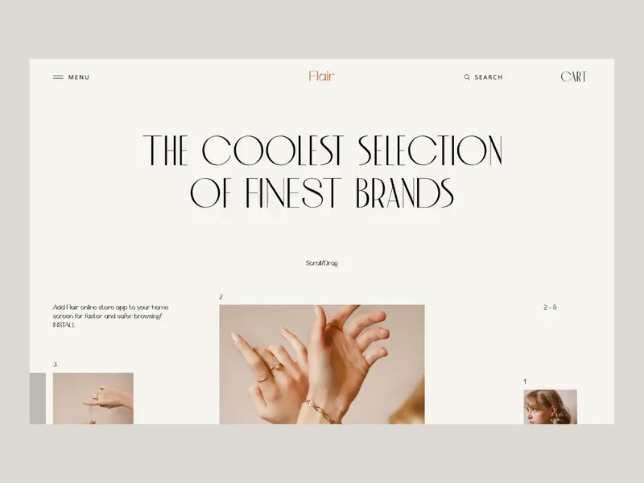 MENU
Flair
SEARCH
CART
THE COOLEST SELECTION
OF FINEST BRANDS
Scroll/Drag
2
Add Flair online store app to your home
screen for faster and safer browsing/
INSTALL
2-6
3
1